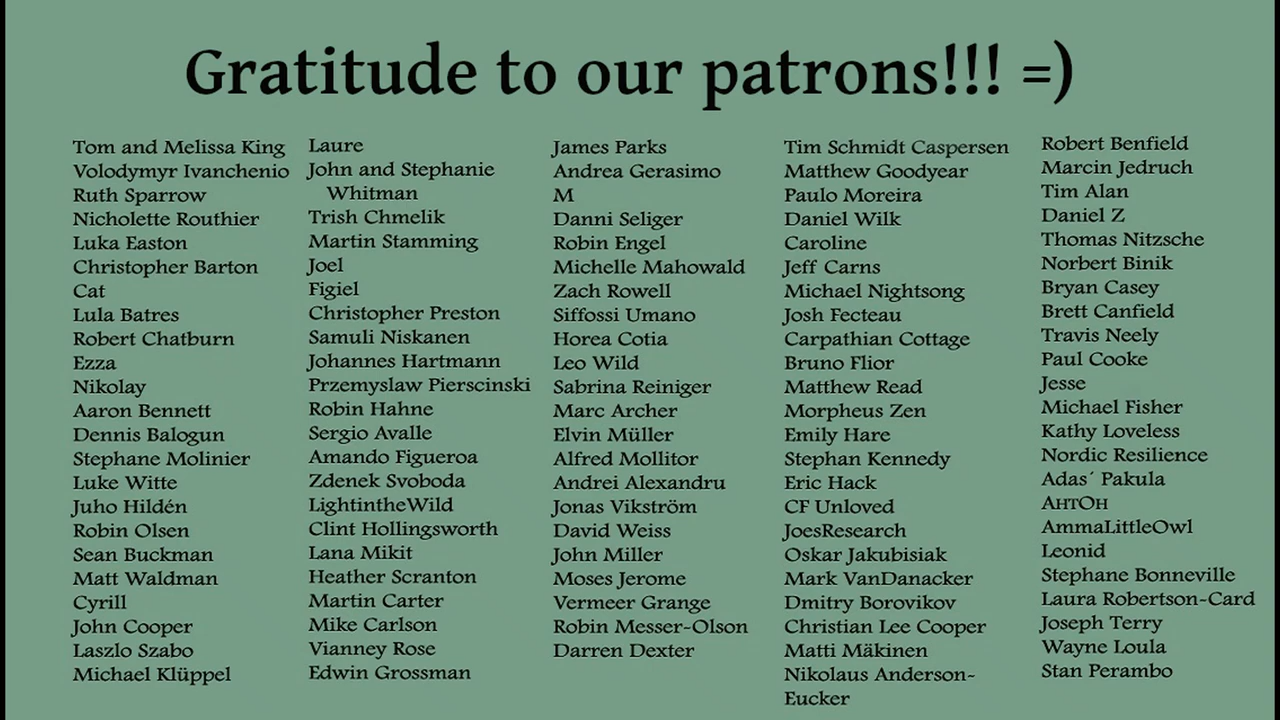 Gratitude to our patrons!!! =)
Tom and Melissa King
Volodymyr Ivanchenio
Ruth Sparrow
Nicholette Routhier
Luka Easton
Christopher Barton
Cat
Lula Batres
Robert Chatburn
Ezza
Nikolay
Aaron Bennett
Dennis Balogun
Stephane Molinier
Luke Witte
Juho Hildén
Robin Olsen
Sean Buckman
Matt Waldman
Cyrill
John Cooper
Laszlo Szabo
Michael Klüppel
Laure
John and Stephanie
Whitman
Trish Chmelik
Martin Stamming
Joel
Figiel
Christopher Preston
Samuli Niskanen
Johannes Hartmann
Przemyslaw Pierscinski
Robin Hahne
Sergio Avalle
Amando Figueroa
Zdenek Svoboda
LightintheWild
Clint Hollingsworth
Lana Mikit
Heather Scranton
Martin Carter
Mike Carlson
Vianney Rose
Edwin Grossman
James Parks
Andrea Gerasimo
M
Danni Seliger
Robin Engel
Michelle Mahowald
Zach Rowell
Siffossi Umano
Horea Cotia
Leo Wild
Sabrina Reiniger
Marc Archer
Elvin Müller
Alfred Mollitor
Andrei Alexandru
Jonas Vikström
David Weiss
John Miller
Moses Jerome
Vermeer Grange
Robin Messer-Olson
Darren Dexter
Tim Schmidt Caspersen
Matthew Goodyear
Paulo Moreira
Daniel Wilk
Caroline
Jeff Carns
Michael Nightsong
Josh Fecteau
Carpathian Cottage
Bruno Flior
Matthew Read
Morpheus Zen
Emily Hare
Stephan Kennedy
Eric Hack
CF Unloved
JoesResearch
Oskar Jakubisiak
Mark VanDanacker
Dmitry Borovikov
Christian Lee Cooper
Matti Mäkinen
Nikolaus Anderson-
Eucker
Robert Benfield
Marcin Jedruch
Tim Alan
Daniel Z
Thomas Nitzsche
Norbert Binik
Bryan Casey
Brett Canfield
Travis Neely
Paul Cooke
Jesse
Michael Fisher
Kathy Loveless
Nordic Resilience
Adas´ Pakula
Антон
AmmaLittleOwl
Leonid
Stephane Bonneville
Laura Robertson-Card
Joseph Terry
Wayne Loula
Stan Perambo